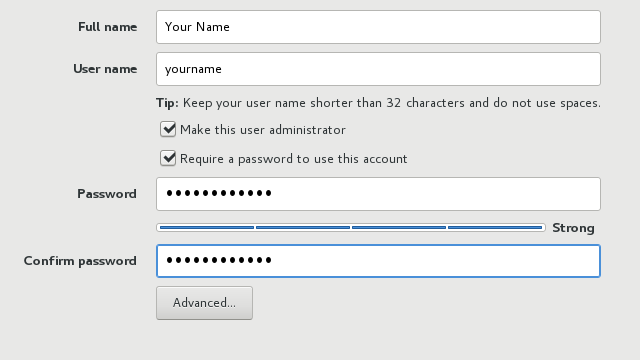 Full name Your Name
User name yourname
Tip: Keep your user name shorter than 32 characters and do not use spaces.
Make this user administrator
Require a password to use this account
Password ••••••••••••
Strong
Confirm password ••••••••••••
Advanced...